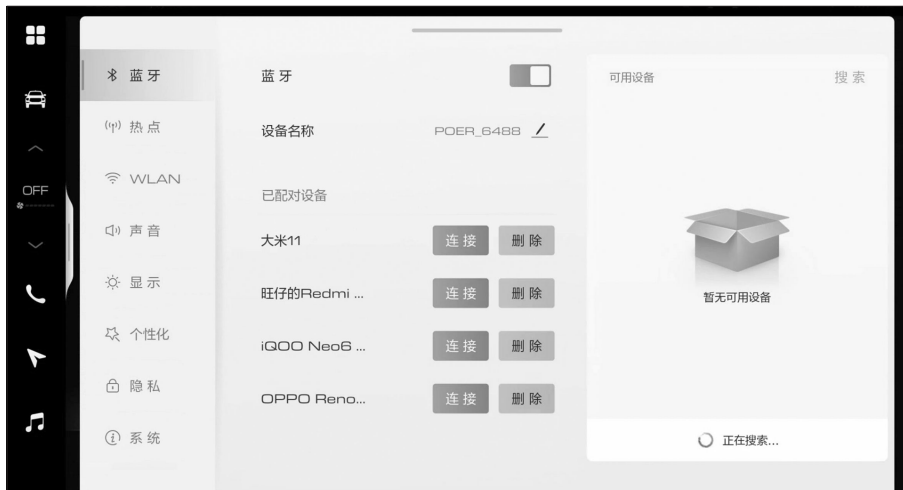 OFF
蓝牙
热点
WLAN
声音
显示
个性化
隐私
系统
蓝牙
设备名称 POER_6488
已配对设备
大米11 连接 删除
旺仔的Redmi ... 连接 删除
iQOO Neo6 ... 连接 删除
OPPO Reno... 连接 删除
可用设备 搜索
暂无可用设备
正在搜索...